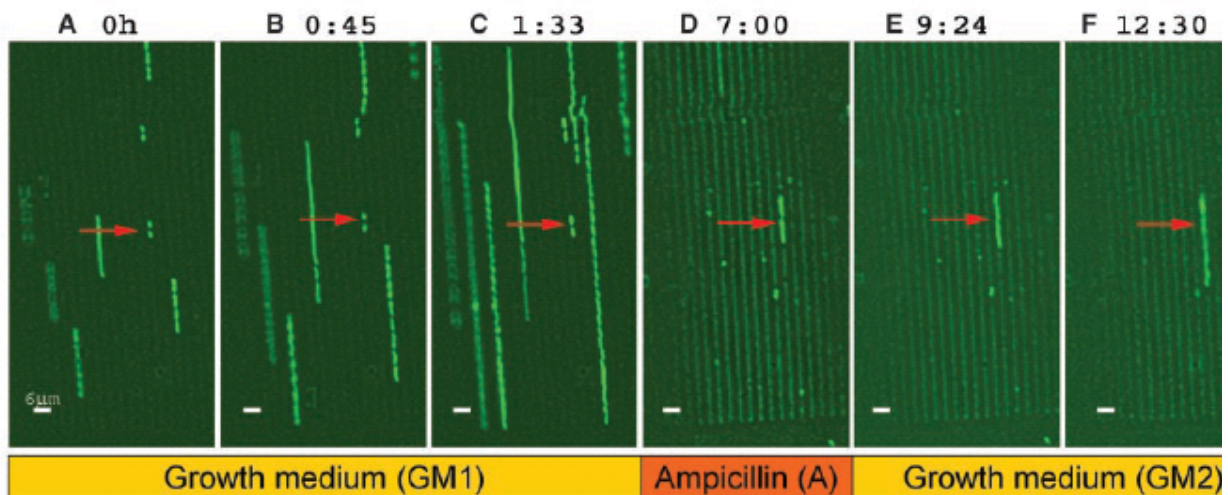 A 0h B 0:45 C 1:33 D 7:00 E 9:24 F 12:30
6µm
Growth medium (GM1) Ampicillin (A) Growth medium (GM2)